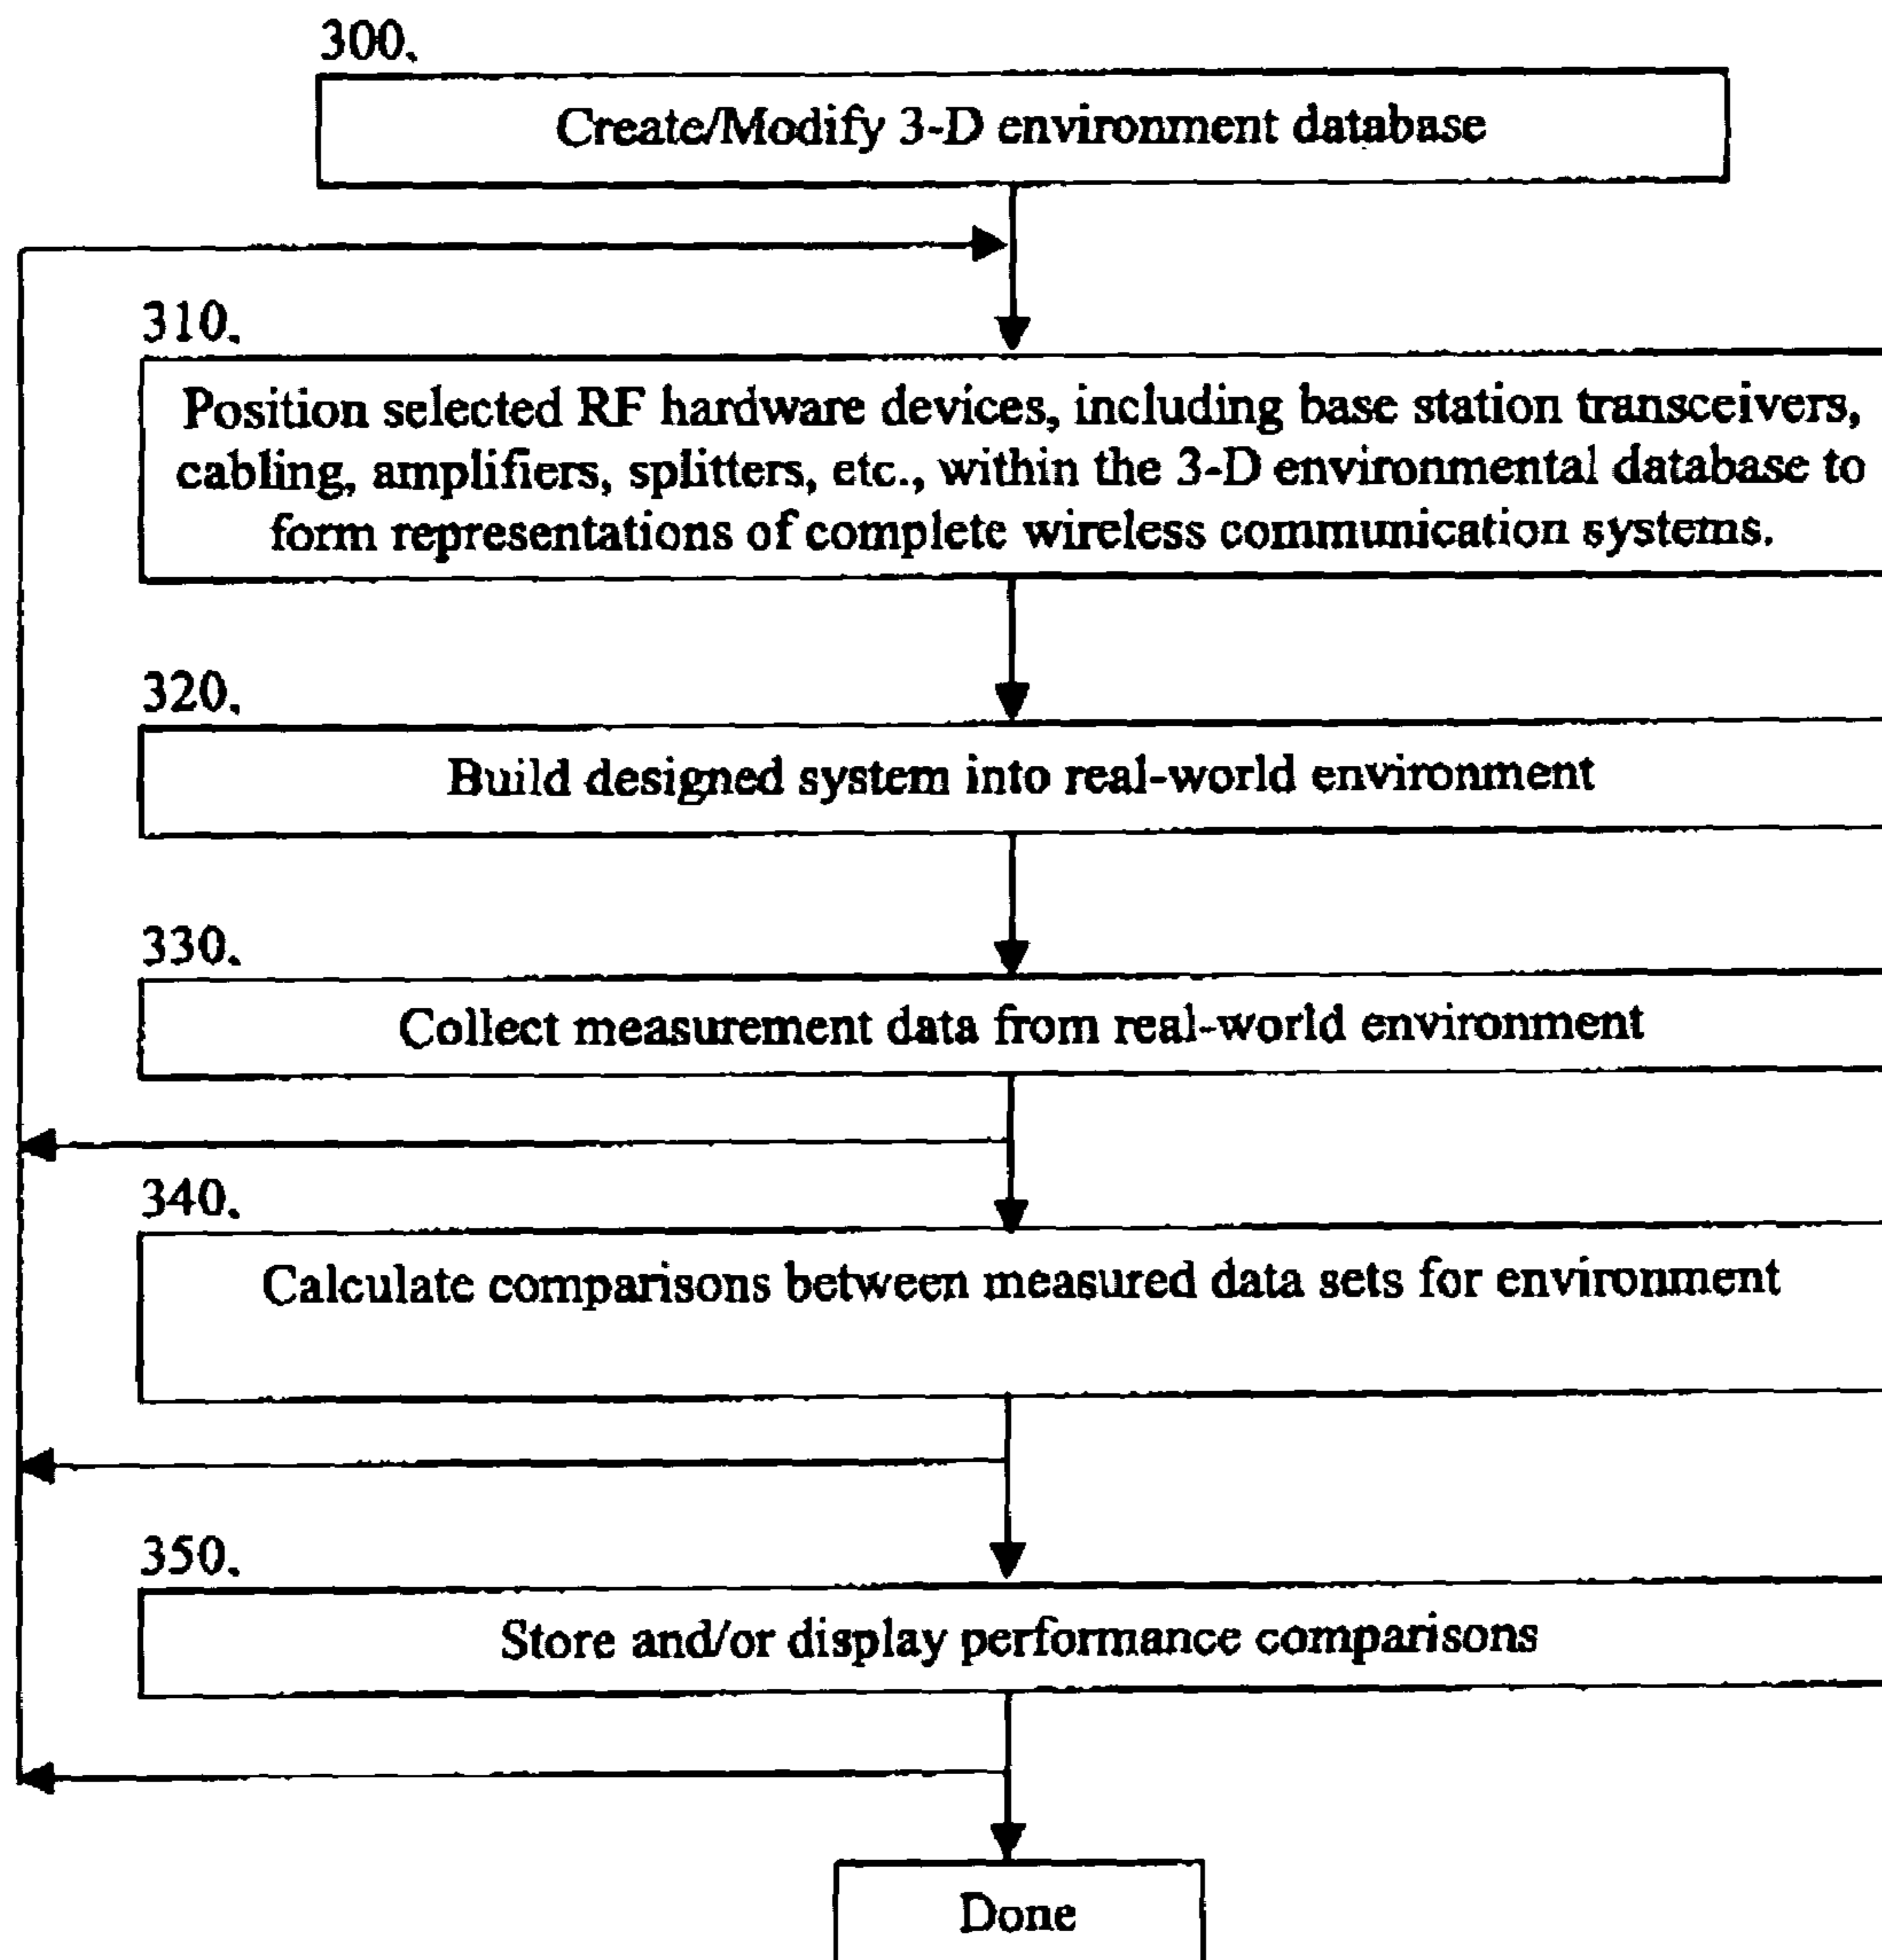 300.
Create/Modify 3-D environment database
310.
Position selected RF hardware devices, including base station transceivers,
cabling, amplifiers, splitters, etc., within the 3-D environmental database to
form representations of complete wireless communication systems.
320.
Build designed system into real-world environment
330.
Collect measurement data from real-world environment
340.
Calculate comparisons between measured data sets for environment
350.
Store and/or display performance comparisons
Done